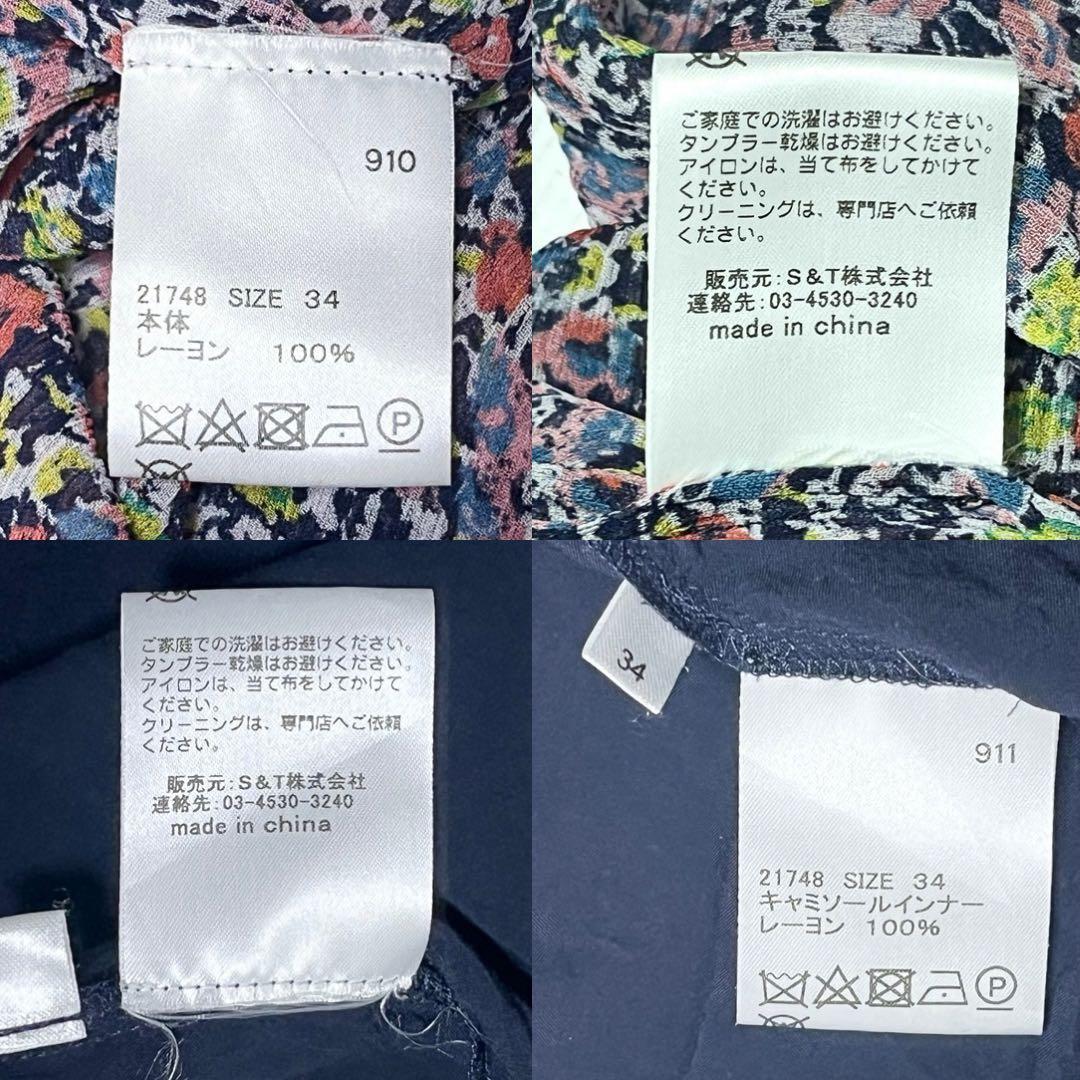 910
21748 SIZE 34
本体
レーヨン 100%
P
ご家庭での洗濯はお避けください。
タンブラー乾燥はお避けください。
アイロンは、当て布をしてかけて
ください。
クリーニングは、専門店へご依頼
ください。
販売元:S&T株式会社
連絡先:03-4530-3240
made in china
ご家庭での洗濯はお避けください。
タンブラー乾燥はお避けください。
アイロンは、当て布をしてかけて
ください。
クリーニングは、専門店へご依頼
ください。
販売元:S&T株式会社
連絡先:03-4530-3240
made in china
34
911
21748 SIZE 34
キャミソールインナー
レーヨン 100%
P